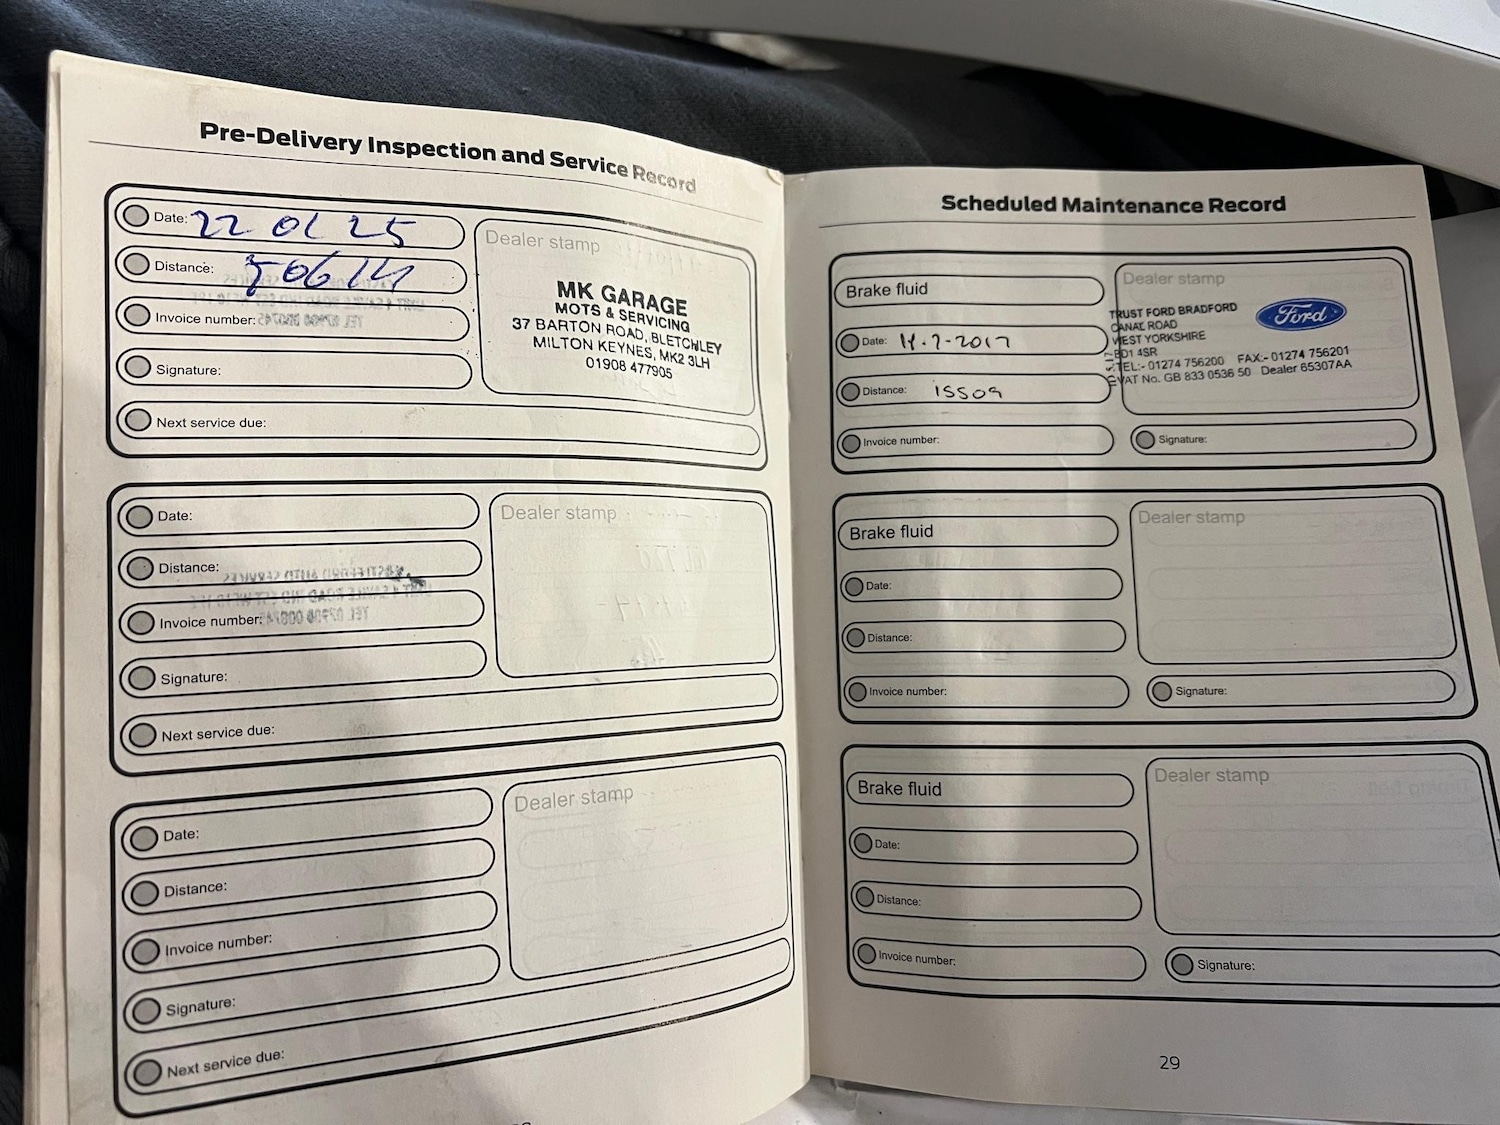 Pre-Delivery Inspection and Service Record
Date: 22 01 25
Distance: 50614
Invoice number:
Signature:
Next service due:
Dealer stamp
MK GARAGE
MOTS & SERVICING
37 BARTON ROAD, BLETCHLEY
MILTON KEYNES, MK2 3LH
01908 477905
Date:
Distance:
Invoice number:
Signature:
Next service due:
Dealer stamp
Date:
Distance:
Invoice number:
Signature:
Next service due:
Dealer stamp
Scheduled Maintenance Record
Brake fluid
Date: 11-7-2017
Distance: 15509
Invoice number:
Dealer stamp
TRUST FORD BRADFORD
CANAL ROAD
WEST YORKSHIRE
BD1 4SR
TEL:- 01274 756200 FAX:- 01274 756201
VAT No. GB 833 0536 50 Dealer 65307AA
Ford
Signature:
Brake fluid
Date:
Distance:
Invoice number:
Dealer stamp
Signature:
Brake fluid
Date:
Distance:
Invoice number:
Dealer stamp
Signature:
29